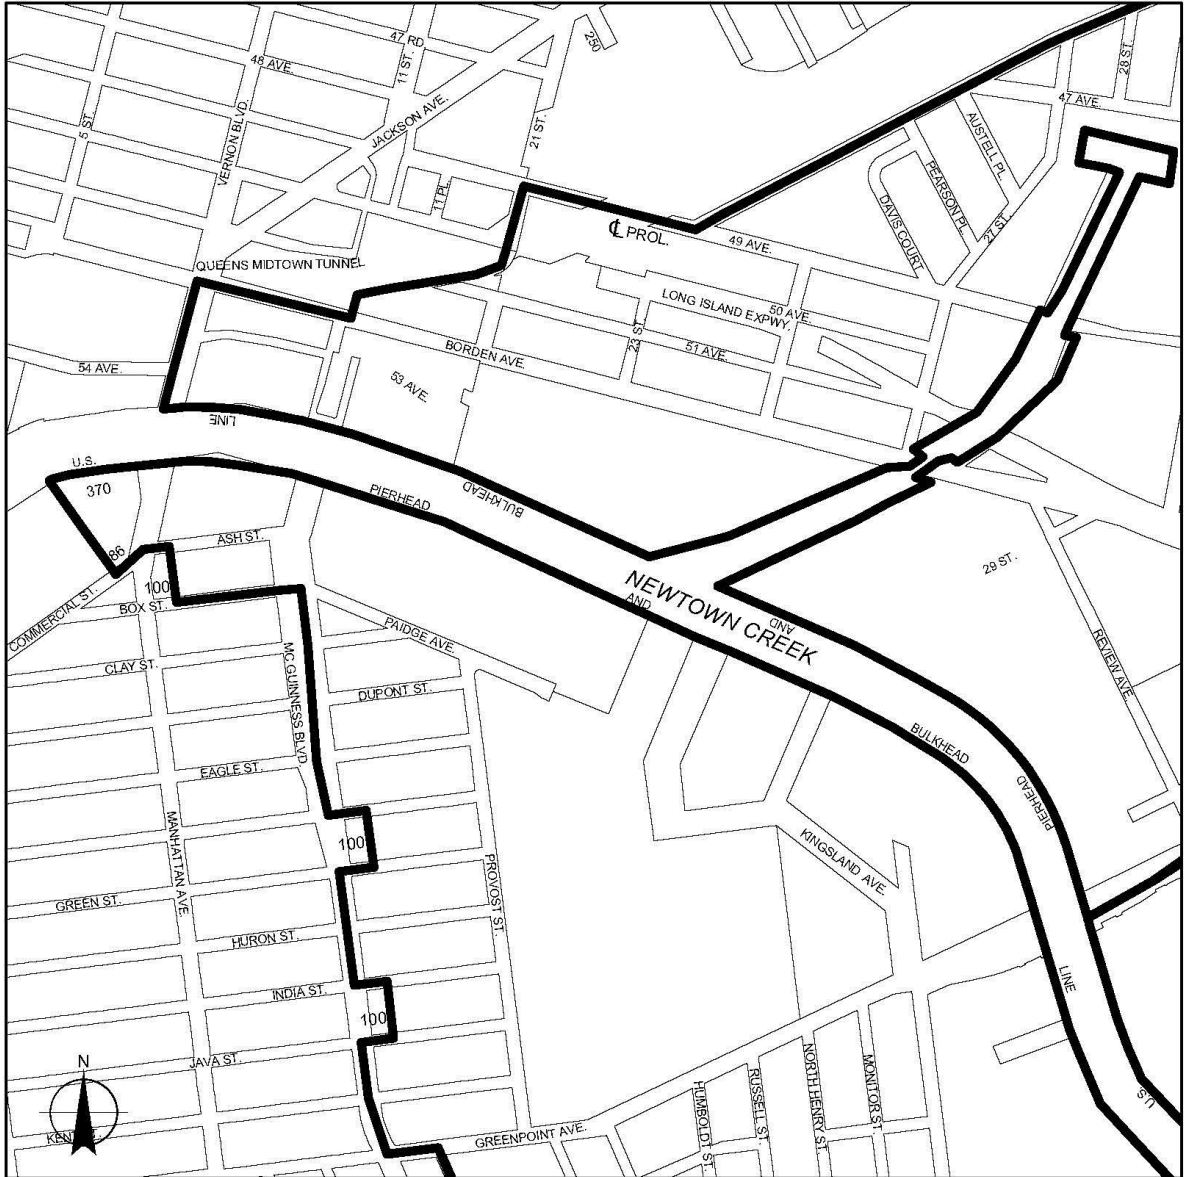 47 RD
250
28 ST.
48 AVE.
11 ST.
47 AVE.
JACKSON AVE.
5 ST.
VERNON BLVD.
21 ST.
AUSTELL PL.
PEARSON PL.
11 PL.
DAVIS COURT
27 ST.
℄ PROL.
49 AVE.
QUEENS MIDTOWN TUNNEL
LONG ISLAND EXPWY.
50 AVE.
23 ST.
51 AVE.
BORDEN AVE.
54 AVE.
53 AVE.
LINE
U.S.
370
PIERHEAD
BULKHEAD
ASH ST.
86
29 ST.
100
COMMERCIAL ST.
BOX ST.
NEWTOWN CREEK
AND
AND
PAIDGE AVE.
REVIEW AVE.
CLAY ST.
MC GUINNESS BLVD.
DUPONT ST.
BULKHEAD
EAGLE ST.
PIERHEAD
MANHATTAN AVE.
100
KINGSLAND AVE.
PROVOST ST.
GREEN ST.
HURON ST.
LINE
INDIA ST.
100
JAVA ST.
N
NORTH HENRY ST.
MONITOR ST.
RUSSELL ST.
HUMBOLDT ST.
U.S
KENT ST.
GREENPOINT AVE.